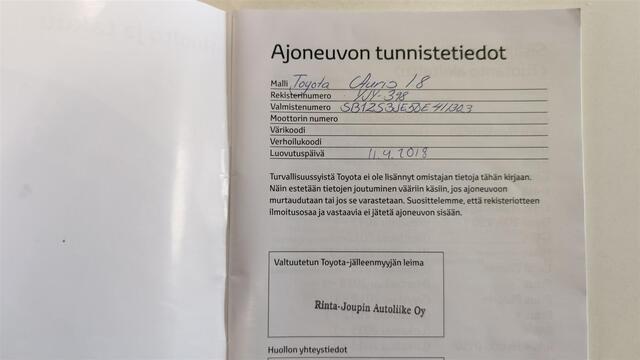 Ajoneuvon tunnistetiedot
Malli Toyota Auris 1.8
Rekisterinumero YJY-398
Valmistenumero
Moottorin numero
Värikoodi
Verhoilukoodi
Luovutuspäivä 11.4.2018
Turvallisuussyistä Toyota ei ole lisännyt omistajan tietoja tähän kirjaan.
Näin estetään tietojen joutuminen vääriin käsiin, jos ajoneuvoon
murtaudutaan tai jos se varastetaan. Suosittelemme, että rekisteriotteen
ilmoitusosaa ja vastaavia ei jätetä ajoneuvon sisään.
Valtuutetun Toyota-jälleenmyyjän leima
Rinta-Joupin Autoliike Oy
Huollon yhteystiedot